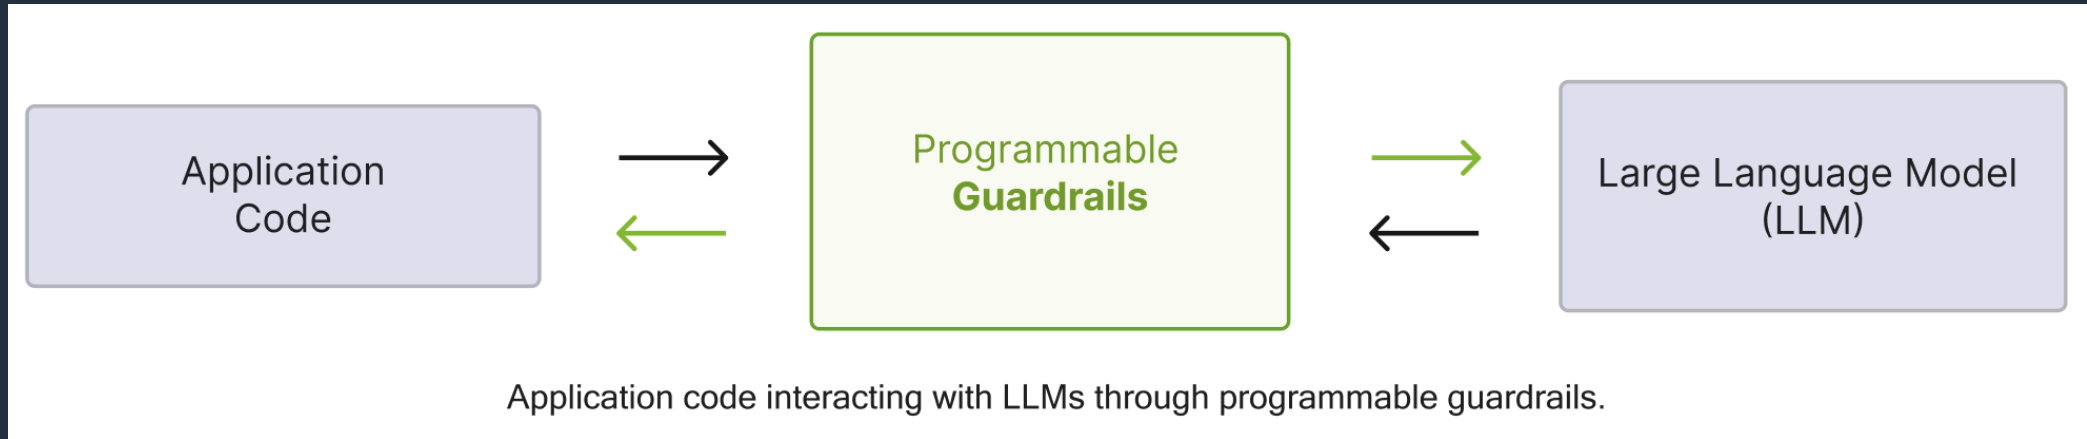 Application
Code
Programmable
Guardrails
Large Language Model
(LLM)
Application code interacting with LLMs through programmable guardrails.